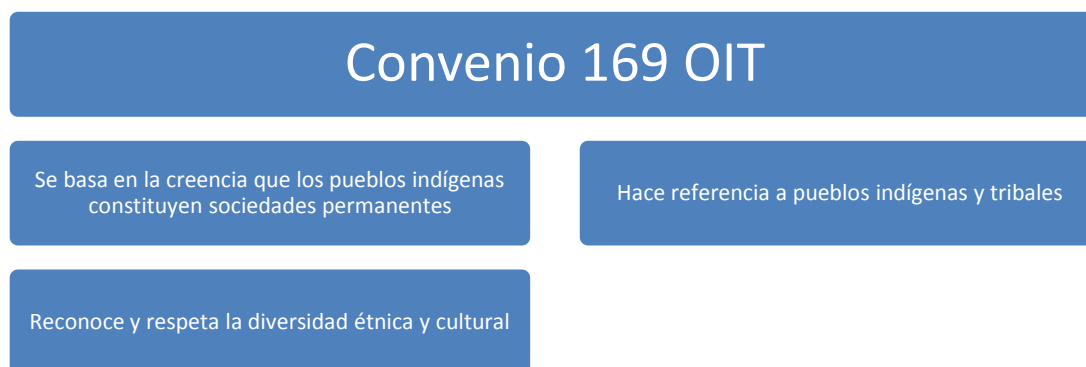 Convenio 169 OIT
Se basa en la creencia que los pueblos indígenas
constituyen sociedades permanentes
Hace referencia a pueblos indígenas y tribales
Reconoce y respeta la diversidad étnica y cultural